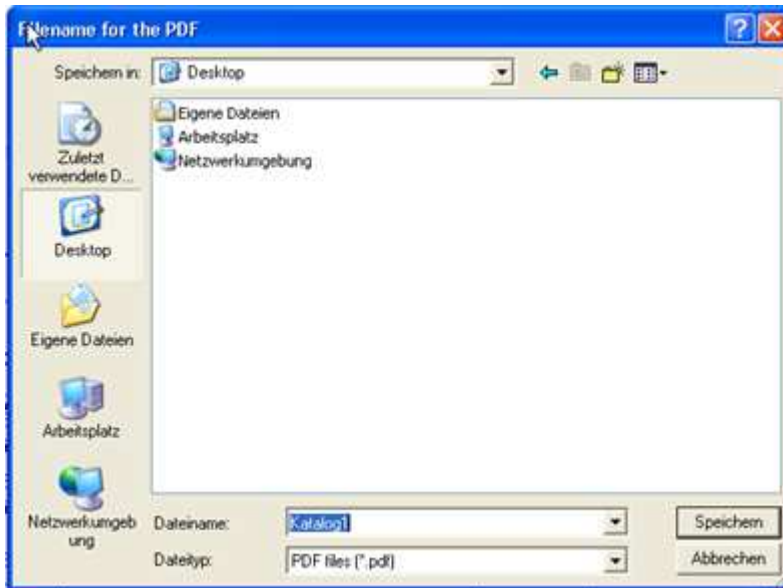 Filename for the PDF
Speichern in:
Desktop
Zuletzt
verwendete D...
Desktop
Eigene Dateien
Arbeitsplatz
Netzwerkumgeb
ung
Eigene Dateien
Arbeitsplatz
Netzwerkumgebung
Dateiname:
Katalog1
Speichern
Dateityp:
PDF files (*.pdf)
Abbrechen